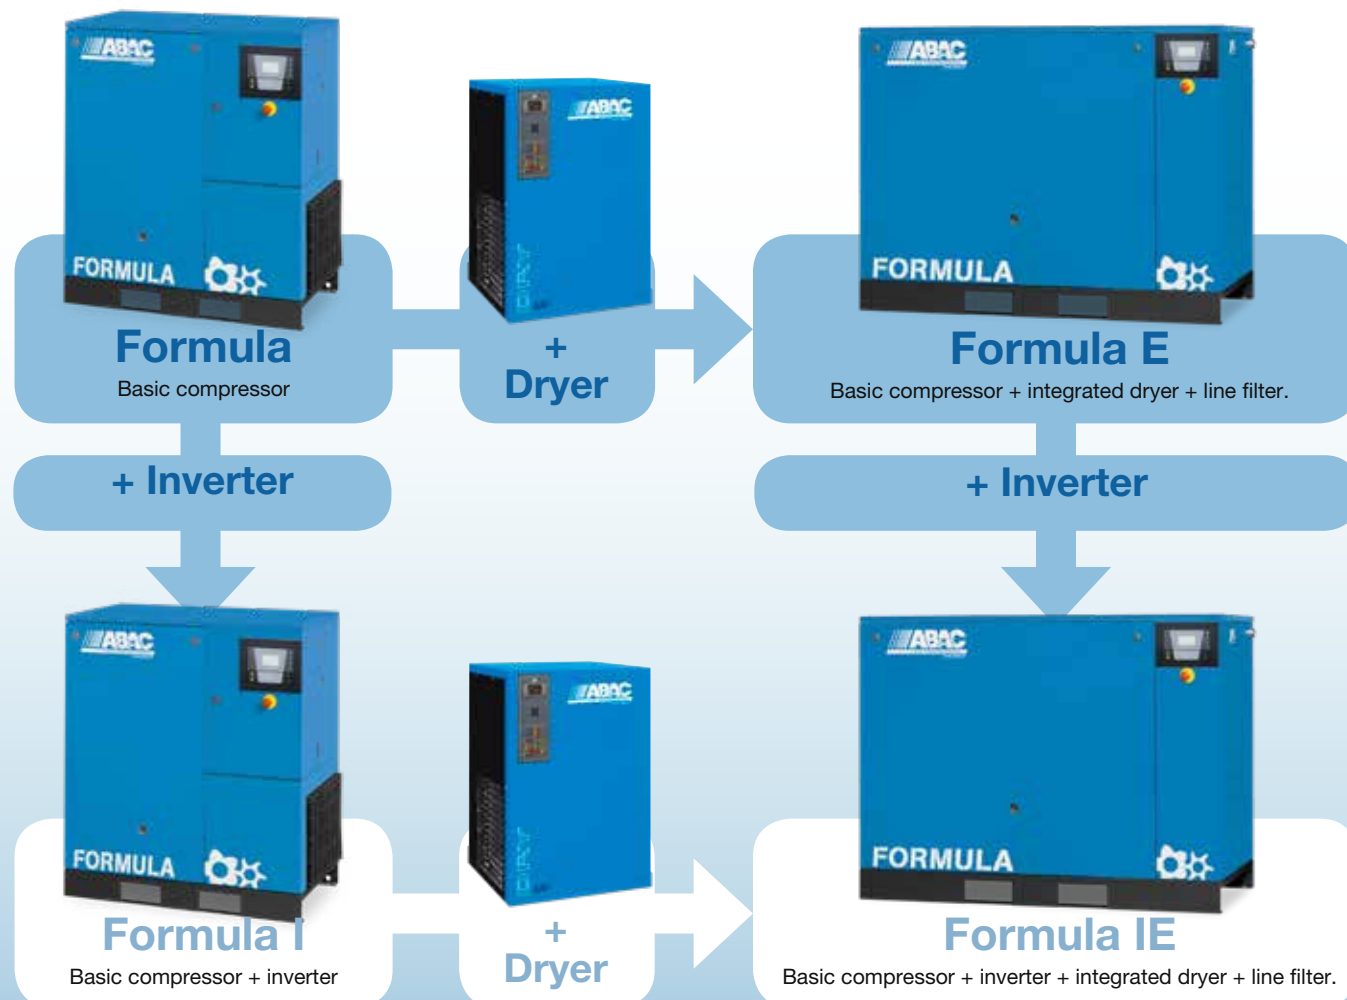 ABAC
ABAC
ABAC
FORMULA
FORMULA
Formula
Basic compressor
+
Dryer
Formula E
Basic compressor + integrated dryer + line filter.
+ Inverter
+ Inverter
ABAC
ABAC
ABAC
FORMULA
FORMULA
Formula I
Basic compressor + inverter
+
Dryer
Formula IE
Basic compressor + inverter + integrated dryer + line filter.